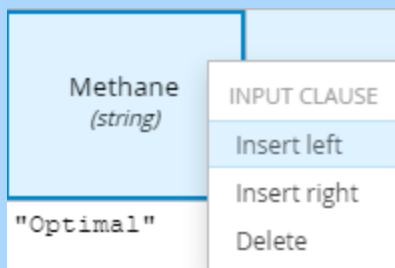 Methane
(string)
INPUT CLAUSE
Insert left
Insert right
"Optimal"
Delete